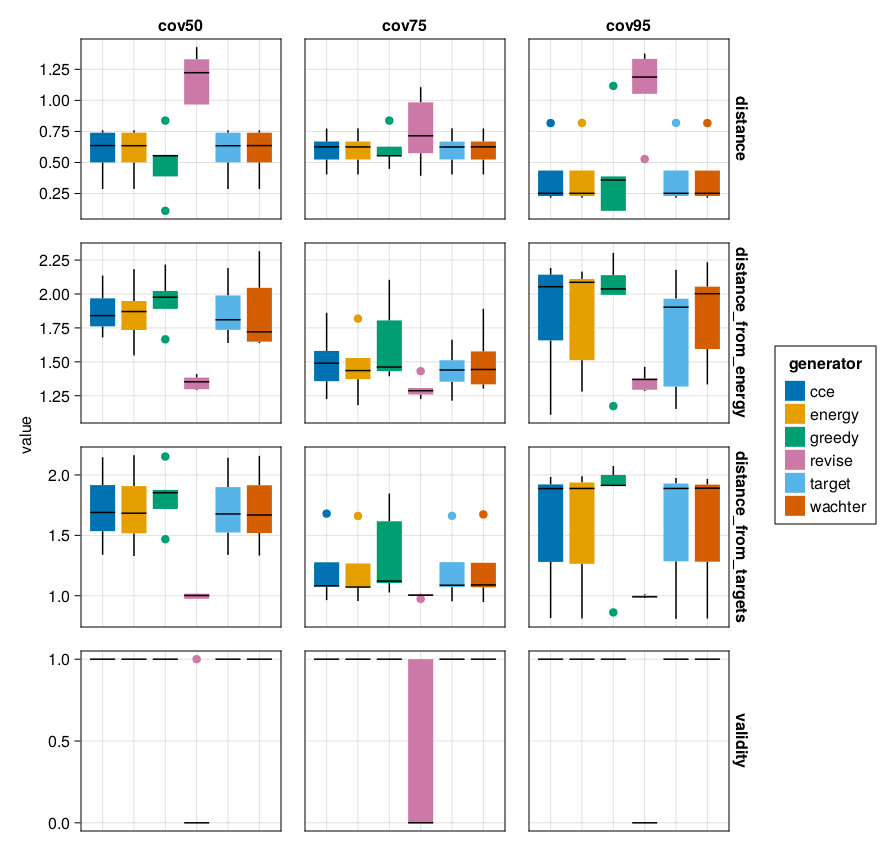 cov50 cov75 cov95
1.25
1.00
0.75
0.50
0.25
distance
2.25
2.00
1.75
1.50
1.25
distance_from_energy
value
2.0
1.5
1.0
distance_from_targets
1.0
0.5
0.0
validity
generator
cce
energy
greedy
revise
target
wachter